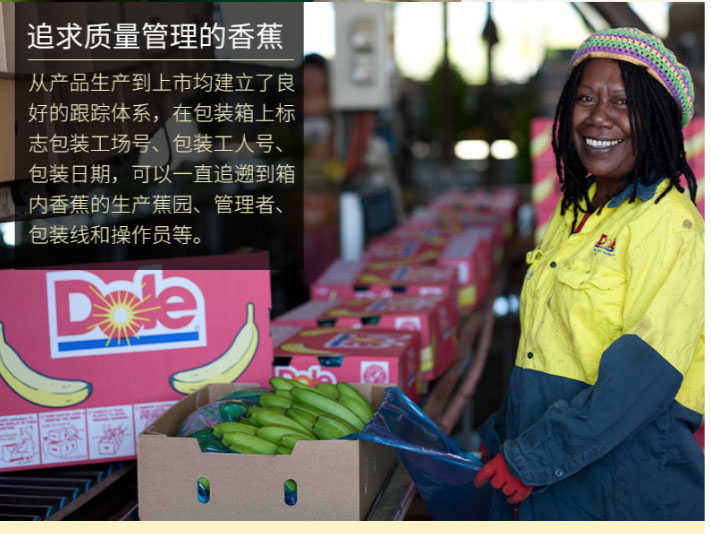 追求质量管理的香蕉
从产品生产到上市均建立了良
好的跟踪体系，在包装箱上标
志包装工场号、包装工人号、
包装日期，可以一直追溯到箱
内香蕉的生产蕉园、管理者、
包装线和操作员等。
Dole
Dole